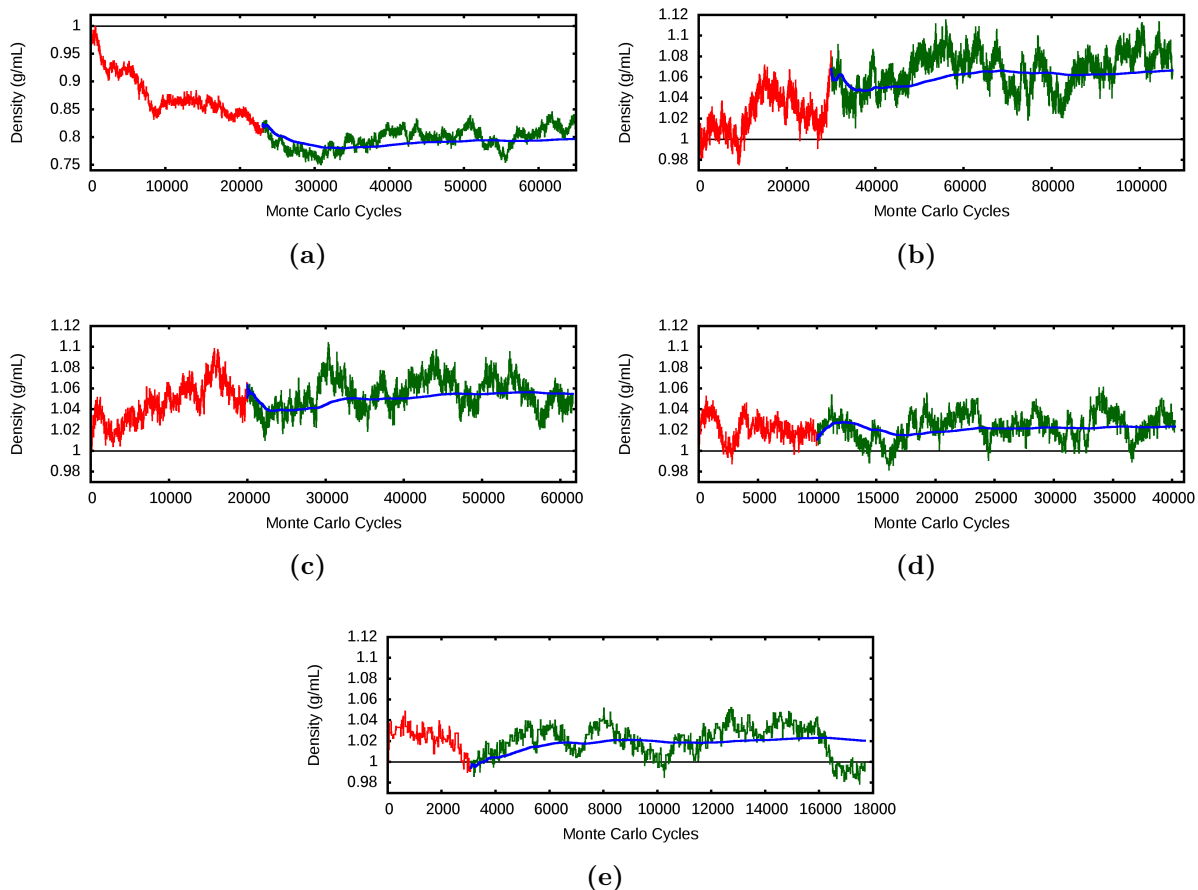 1
0.95
0.9
0.85
0.8
0.75
Density (g/mL)
0 10000 20000 30000 40000 50000 60000
Monte Carlo Cycles
(a)
1.12
1.1
1.08
1.06
1.04
1.02
1
0.98
Density (g/mL)
0 20000 40000 60000 80000 100000
Monte Carlo Cycles
(b)
1.12
1.1
1.08
1.06
1.04
1.02
1
0.98
Density (g/mL)
0 10000 20000 30000 40000 50000 60000
Monte Carlo Cycles
(c)
1.12
1.1
1.08
1.06
1.04
1.02
1
0.98
Density (g/mL)
0 5000 10000 15000 20000 25000 30000 35000 40000
Monte Carlo Cycles
(d)
1.12
1.1
1.08
1.06
1.04
1.02
1
0.98
Density (g/mL)
0 2000 4000 6000 8000 10000 12000 14000 16000 18000
Monte Carlo Cycles
(e)